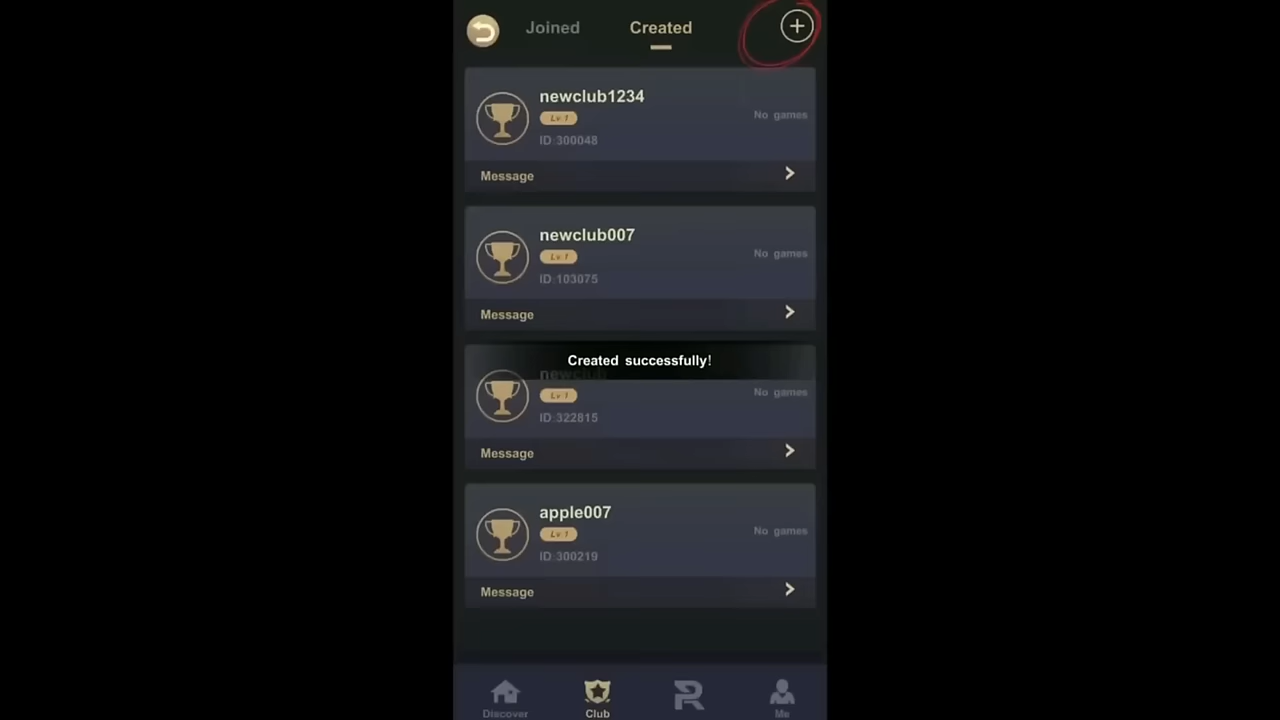 Joined Created
newclub1234
Lv.1
No games
ID:300048
Message
newclub007
Lv.1
No games
ID:103075
Message
Created successfully!
newclub
Lv.1
No games
ID:322815
Message
apple007
Lv.1
No games
ID:300219
Message
Discover Club Me